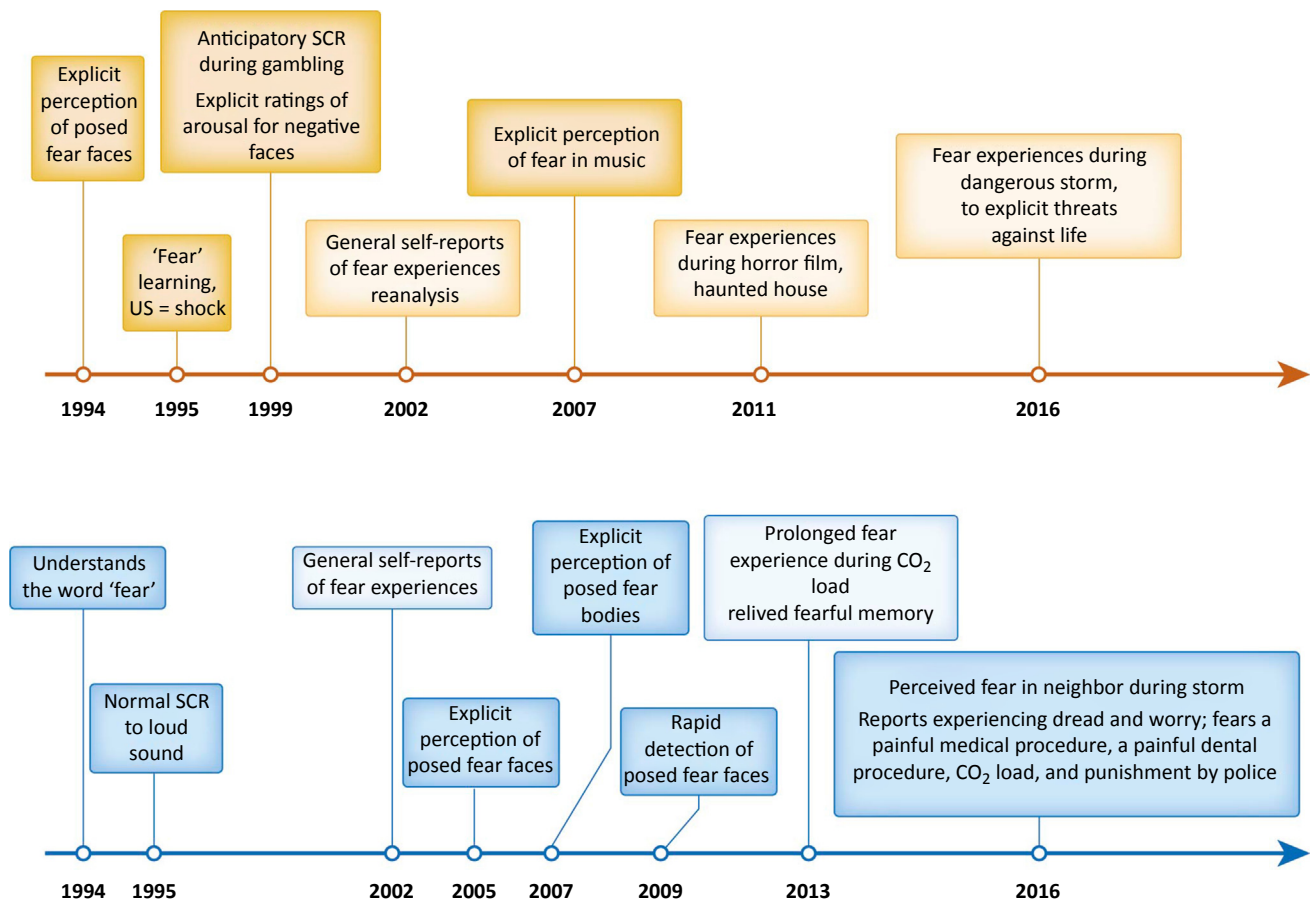 Explicit
perception
of posed
fear faces
'Fear'
learning,
US = shock
Anticipatory SCR
during gambling
Explicit ratings of
arousal for negative
faces
General self-reports
of fear experiences
reanalysis
Explicit perception
of fear in music
Fear experiences
during horror film,
haunted house
Fear experiences during
dangerous storm,
to explicit threats
against life
1994
1995
1999
2002
2007
2011
2016
Understands
the word 'fear'
Normal SCR
to loud
sound
General self-reports
of fear experiences
Explicit
perception of
posed fear faces
Explicit
perception of
posed fear
bodies
Rapid
detection of
posed fear faces
Prolonged fear
experience during CO₂
load
relived fearful memory
Perceived fear in neighbor during storm
Reports experiencing dread and worry; fears a
painful medical procedure, a painful dental
procedure, CO₂ load, and punishment by police
1994
1995
2002
2005
2007
2009
2013
2016